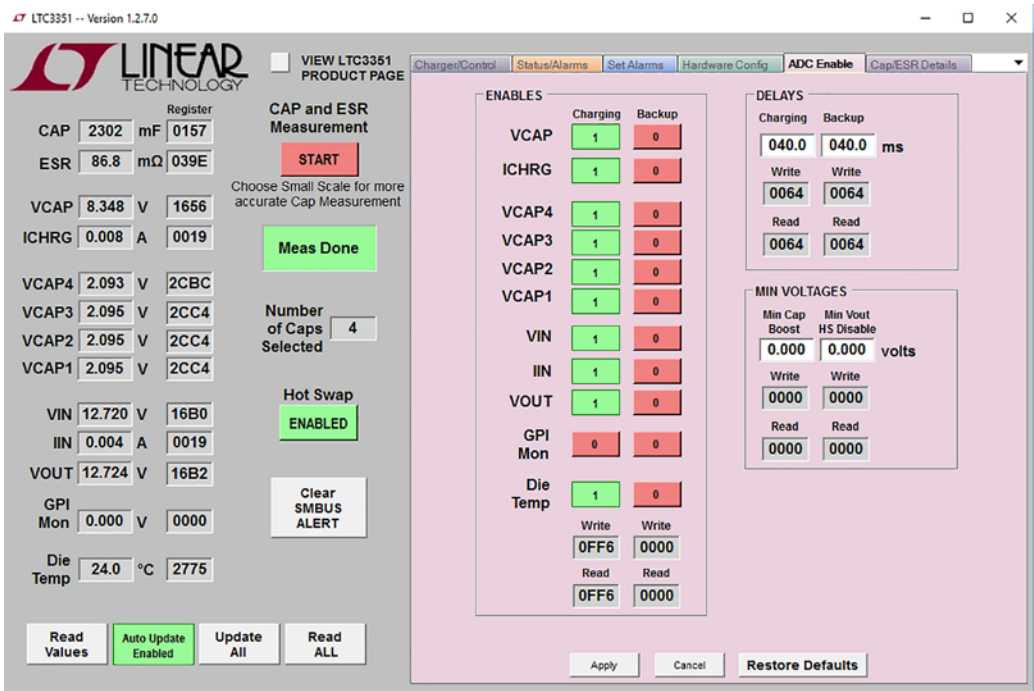 LTC3351 -- Version 1.2.7.0
LINEAR
TECHNOLOGY
VIEW LTC3351
PRODUCT PAGE
Register
CAP 2302 mF 0157
ESR 86.8 mΩ 039E
VCAP 8.348 V 1656
ICHRG 0.008 A 0019
VCAP4 2.093 V 2CBC
VCAP3 2.095 V 2CC4
VCAP2 2.095 V 2CC4
VCAP1 2.095 V 2CC4
VIN 12.720 V 16B0
IIN 0.004 A 0019
VOUT 12.724 V 16B2
GPI
Mon 0.000 V 0000
Die
Temp 24.0 °C 2775
CAP and ESR
Measurement
START
Choose Small Scale for more
accurate Cap Measurement
Meas Done
Number
of Caps 4
Selected
Hot Swap
ENABLED
Clear
SMBUS
ALERT
Read
Values
Auto Update
Enabled
Update
All
Read
ALL
Charger/Control Status/Alarms Set Alarms Hardware Config ADC Enable Cap/ESR Details
ENABLES
Charging Backup
VCAP 1 0
ICHRG 1 0
VCAP4 1 0
VCAP3 1 0
VCAP2 1 0
VCAP1 1 0
VIN 1 0
IIN 1 0
VOUT 1 0
GPI
Mon 0 0
Die
Temp 1 0
Write Write
0FF6 0000
Read Read
0FF6 0000
DELAYS
Charging Backup
040.0 040.0 ms
Write Write
0064 0064
Read Read
0064 0064
MIN VOLTAGES
Min Cap Min Vout
Boost HS Disable
0.000 0.000 volts
Write Write
0000 0000
Read Read
0000 0000
Apply Cancel Restore Defaults